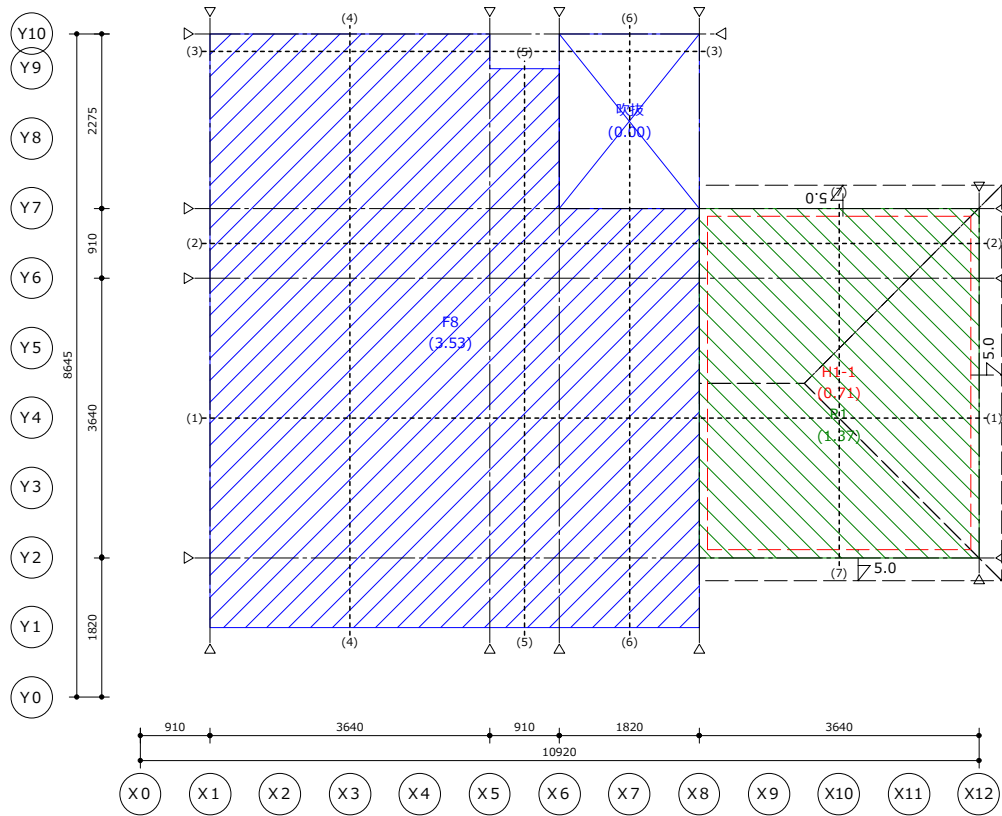 Y10
Y9
Y8
Y7
Y6
Y5
Y4
Y3
Y2
Y1
Y0
2275
910
3640
1820
8645
(4)
(6)
(3)
(5)
(3)
吹抜
(0.00)
(7)
5.0
(2)
(2)
F8
(3.53)
5.0
H1-1
(0.71)
R1
(1.37)
(1)
(1)
5.0
(7)
(4)
(5)
(6)
910
3640
910
1820
3640
10920
X0
X1
X2
X3
X4
X5
X6
X7
X8
X9
X10
X11
X12